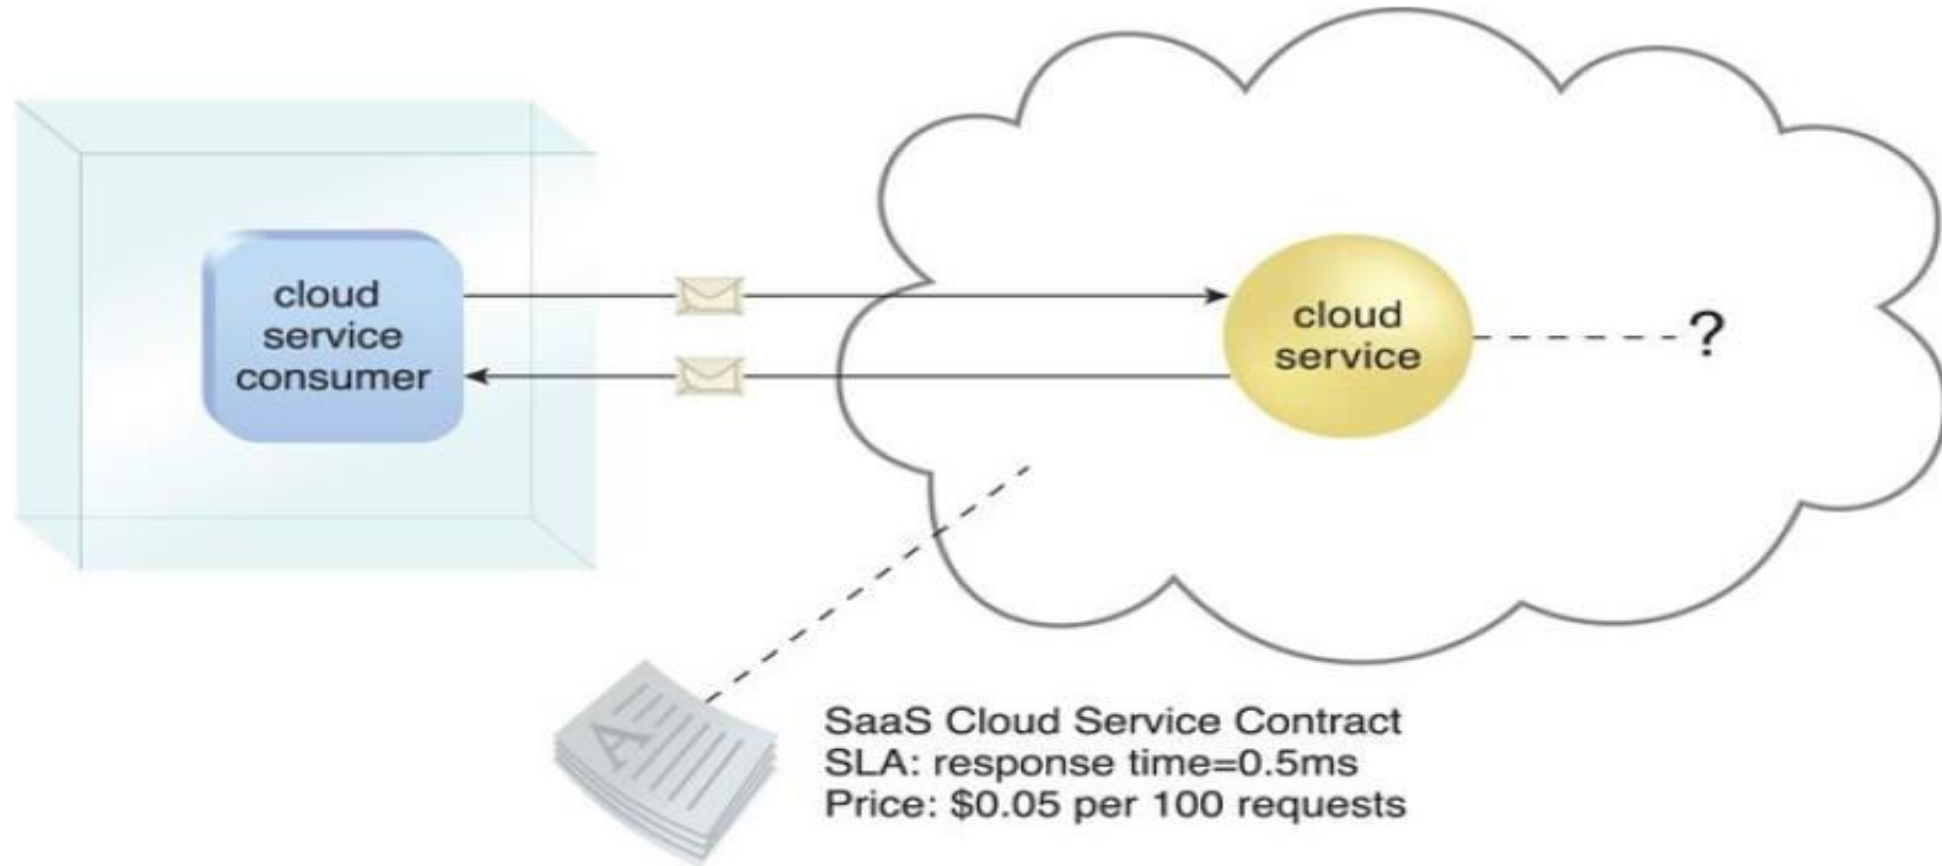 cloud
service
consumer
cloud
service
?
SaaS Cloud Service Contract
SLA: response time=0.5ms
Price: $0.05 per 100 requests
A